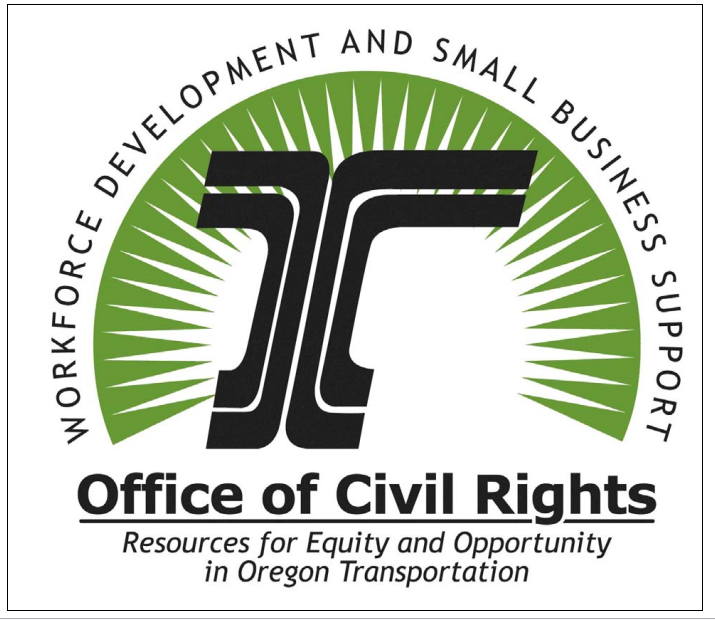 WORKFORCE DEVELOPMENT AND SMALL BUSINESS SUPPORT
Office of Civil Rights
Resources for Equity and Opportunity
in Oregon Transportation